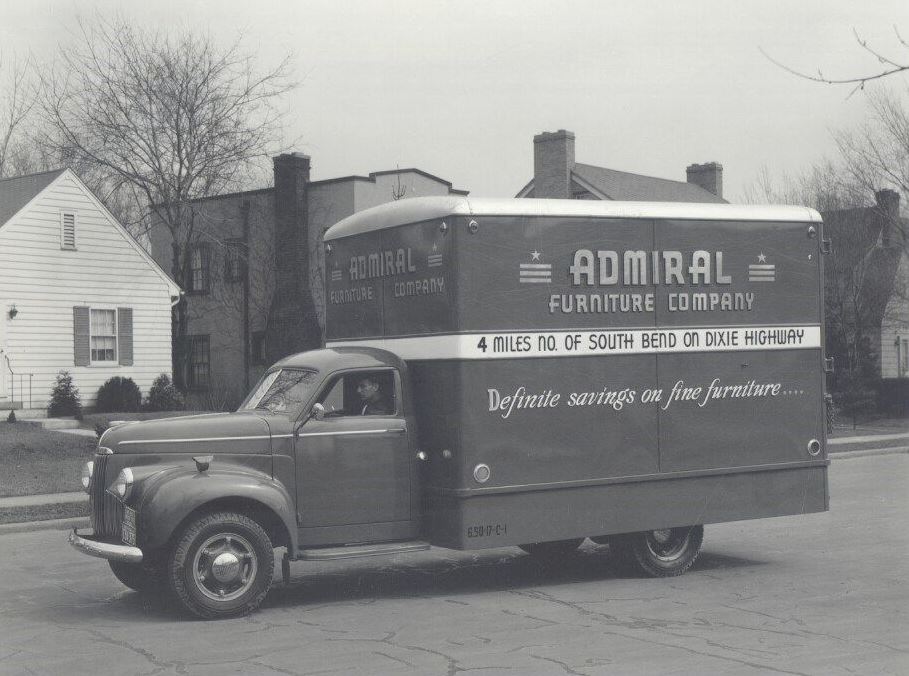 ADMIRAL
FURNITURE COMPANY
ADMIRAL
FURNITURE COMPANY
4 MILES NO. OF SOUTH BEND ON DIXIE HIGHWAY
Definite savings on fine furniture....
6.50-17-C-1